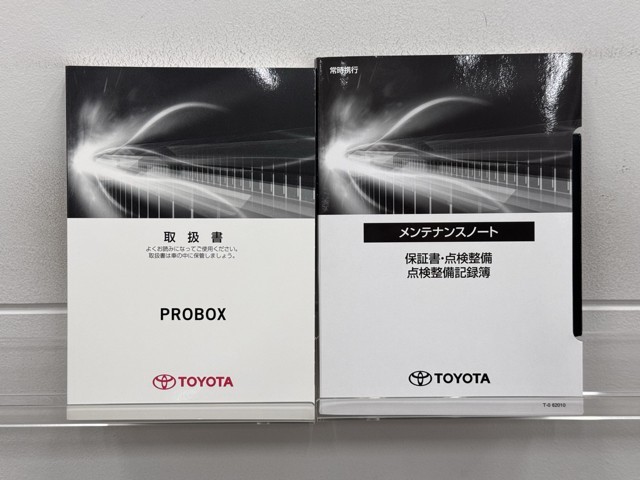 取扱書
よくお読みになってご使用ください。
取扱書は車の中に保管しましょう。
PROBOX
TOYOTA
常時携行
メンテナンスノート
保証書・点検整備
点検整備記録簿
TOYOTA